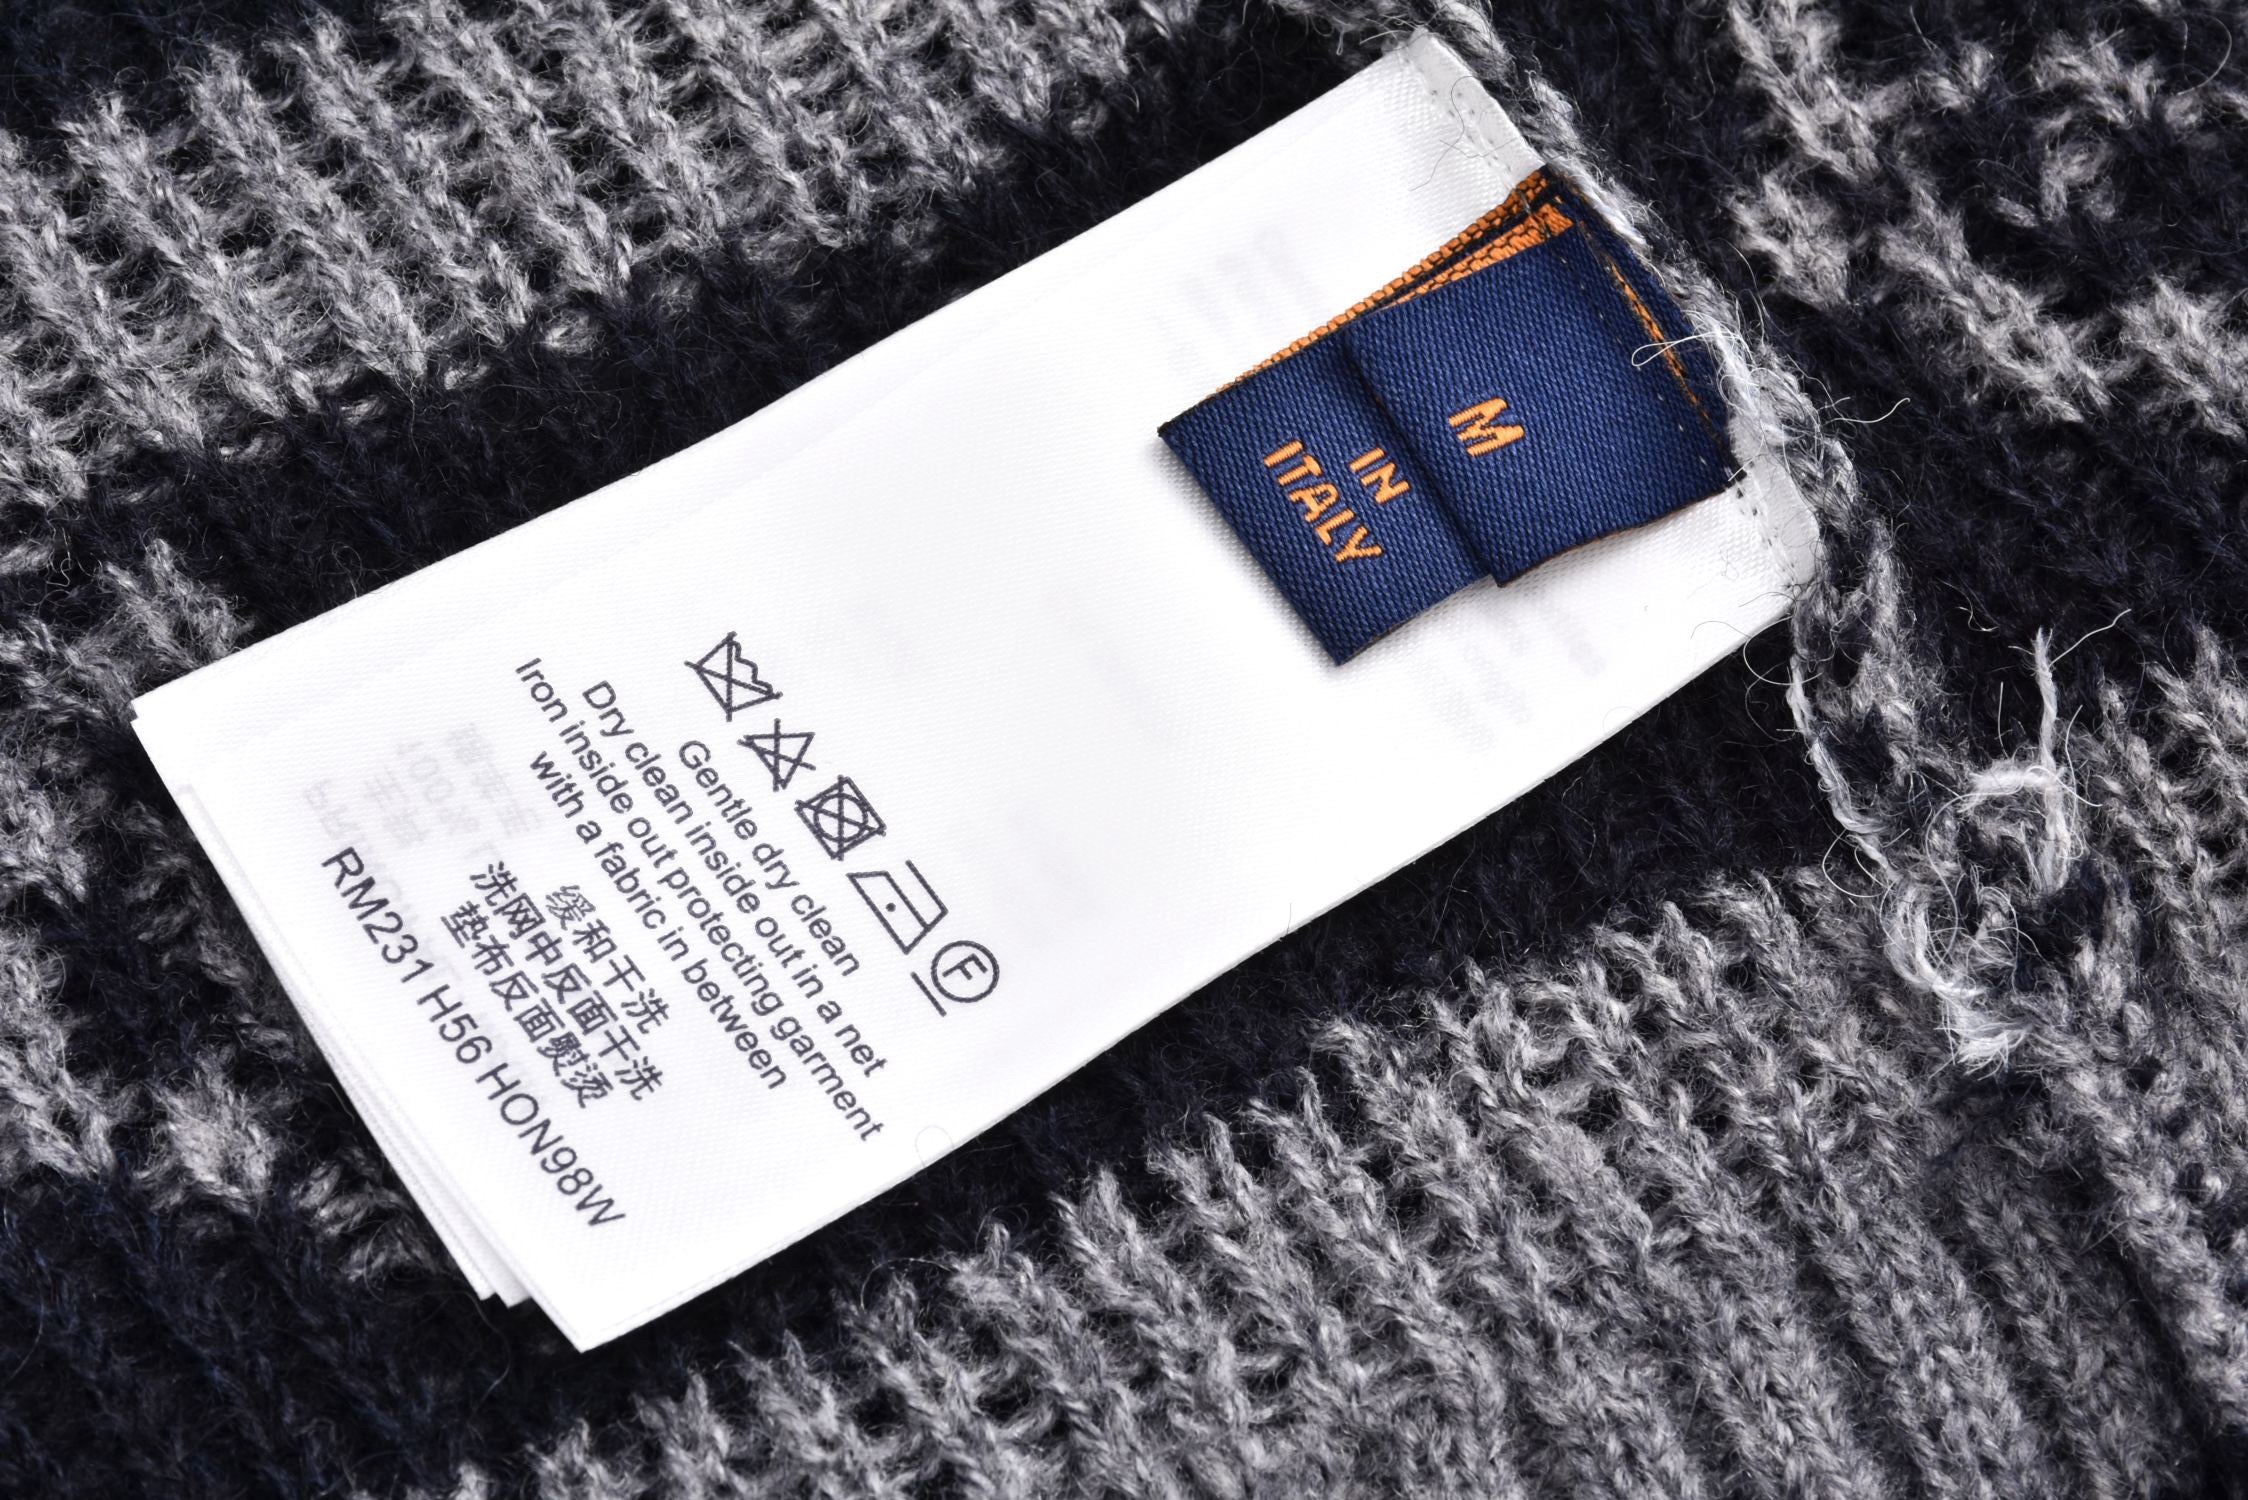 M
IN
ITALY
F
Gentle dry clean
Dry clean inside out in a net
Iron inside out protecting garment
with a fabric in between
缓和干洗
洗网中反面干洗
垫布反面熨烫
RM231 H56 HON98W